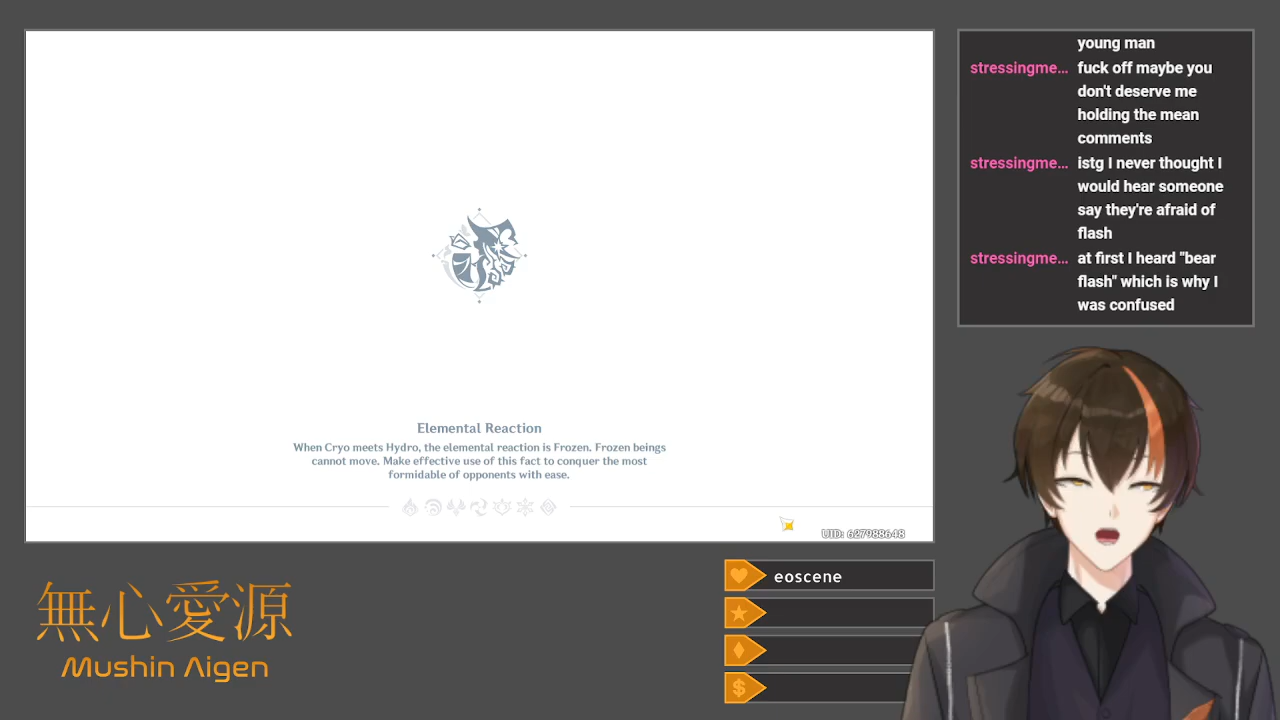 young man
stressingme... fuck off maybe you
don't deserve me
holding the mean
comments
stressingme... istg I never thought I
would hear someone
say they're afraid of
flash
stressingme... at first I heard "bear
flash" which is why I
was confused
Elemental Reaction
When Cryo meets Hydro, the elemental reaction is Frozen. Frozen beings
cannot move. Make effective use of this fact to conquer the most
formidable of opponents with ease.
UID: 627988648
eoscene
$
無心愛源
Mushin Aigen